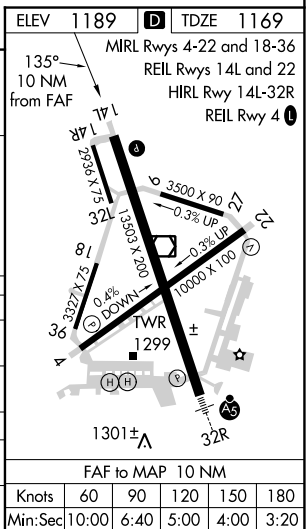 ELEV 1189 D TDZE 1169
MIRL Rwys 4-22 and 18-36
REIL Rwys 14L and 22
HIRL Rwy 14L-32R
REIL Rwy 4 L
135°
10 NM
from FAF
14L
14R
2936 X 75
32L
P
9
3500 X 90
0.3% UP
27
22
13503 X 200
18
3327 X 75
36
0.4%
DOWN
P
4
0.3% UP
10000 X 100
V
TWR
1299
±
H H
P
A5
32R
1301±
FAF to MAP 10 NM
Knots 60 90 120 150 180
Min:Sec 10:00 6:40 5:00 4:00 3:20